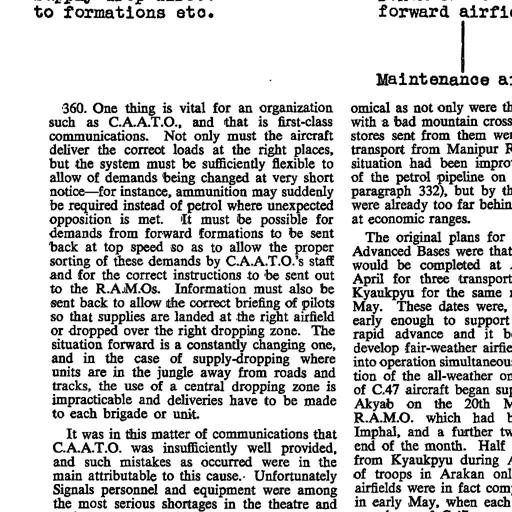 to formations etc.
forward
Maintenance
360. One thing is vital for an organization
such as C.A.A.T.O., and that is first-class
communications. Not only must the aircraft
deliver the correct loads at the right places,
but the system must be sufficiently flexible to
allow of demands being changed at very short
notice—for instance, ammunition may suddenly
be required instead of petrol where unexpected
opposition is met. It must be possible for
demands from forward formations to be sent
back at top speed so as to allow the proper
sorting of these demands by C.A.A.T.O.'s staff
and for the correct instructions to be sent out
to the R.A.M.Os. Information must also be
sent back to allow the correct briefing of pilots
so that supplies are landed at the right airfield
or dropped over the right dropping zone. The
situation forward is a constantly changing one,
and in the case of supply-dropping where
units are in the jungle away from roads and
tracks, the use of a central dropping zone is
impracticable and deliveries have to be made
to each brigade or unit.
It was in this matter of communications that
C.A.A.T.O. was insufficiently well provided,
and such mistakes as occurred were in the
main attributable to this cause. Unfortunately
Signals personnel and equipment were among
the most serious shortages in the theatre and
omical as not only were
with a bad mountain
stores sent from them
transport from Manipur
situation had been
of the petrol pipeline on
paragraph 332), but by
were already too far
at economic ranges.
The original plans for
Advanced Bases were that
would be completed at
April for three
Kyaukpyu for the same
May. These dates were,
early enough to support
rapid advance and it
develop fair-weather
into operation
tion of the all-weather
of C.47 aircraft began
Akyab on the 20th
R.A.M.O. which had
Imphal, and a further
end of the month. Half
from Kyaukpyu during
of troops in Arakan
airfields were in fact
in early May, when each